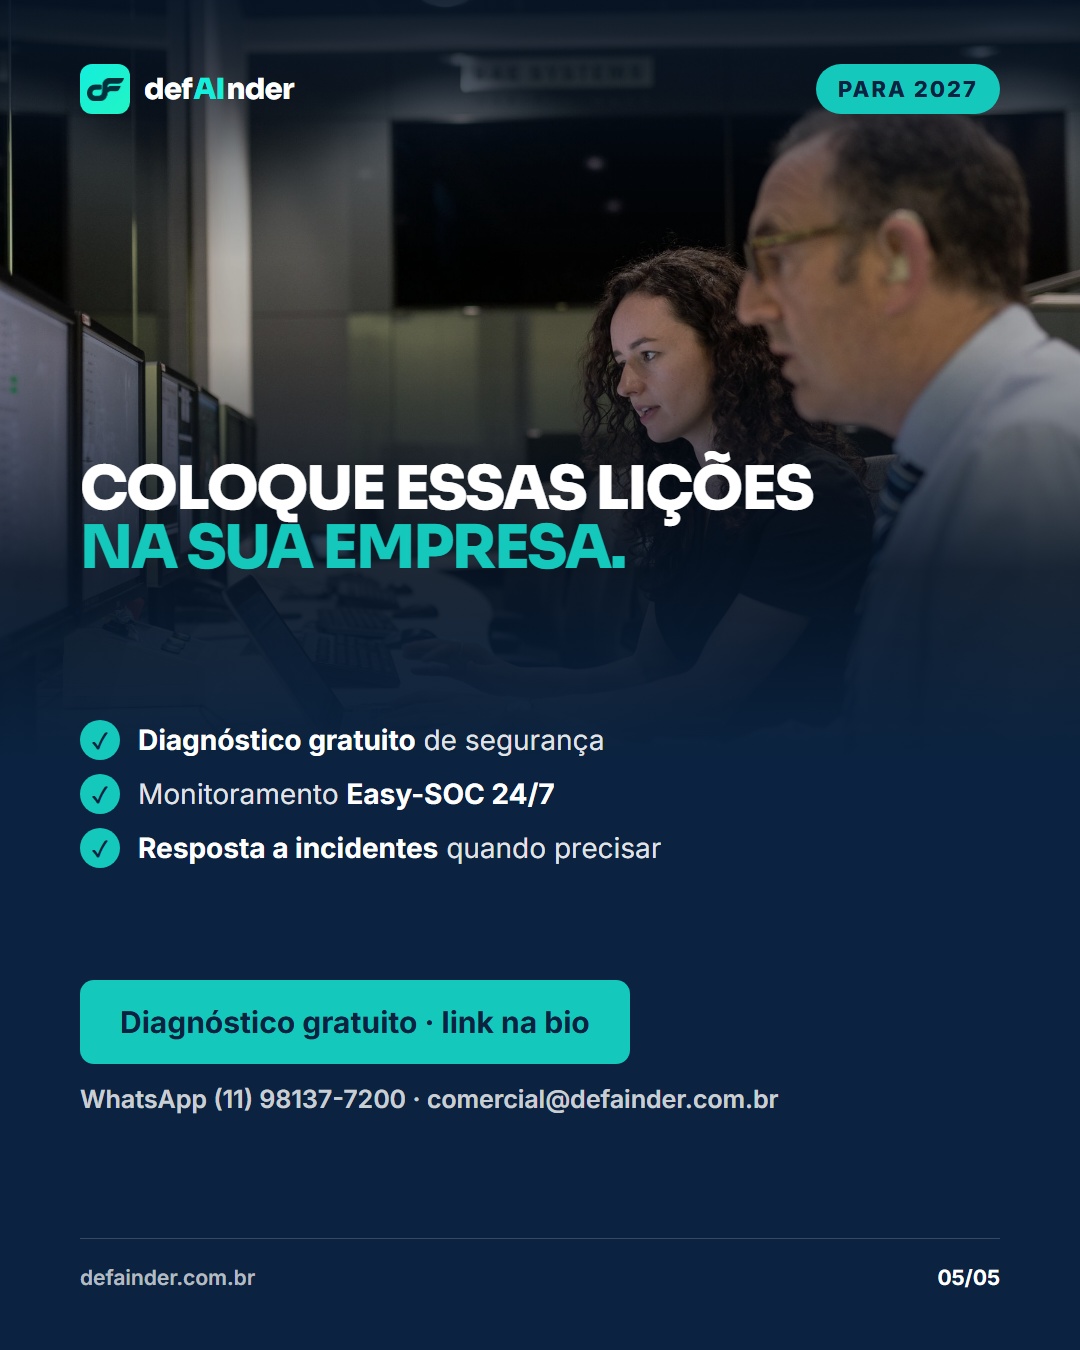 defAInder
PARA 2027
COLOQUE ESSAS LIÇÕES
NA SUA EMPRESA.
✓ Diagnóstico gratuito de segurança
✓ Monitoramento Easy-SOC 24/7
✓ Resposta a incidentes quando precisar
Diagnóstico gratuito · link na bio
WhatsApp (11) 98137-7200 · comercial@defainder.com.br
defainder.com.br
05/05